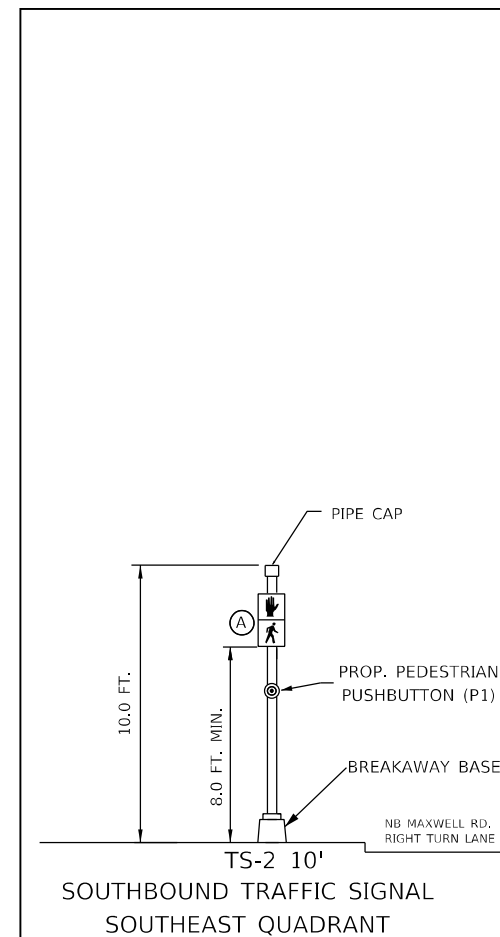 PIPE CAP
A
10.0 FT.
8.0 FT. MIN.
PROP. PEDESTRIAN
PUSHBUTTON (P1)
BREAKAWAY BASE
NB MAXWELL RD.
RIGHT TURN LANE
TS-2 10'
SOUTHBOUND TRAFFIC SIGNAL
SOUTHEAST QUADRANT